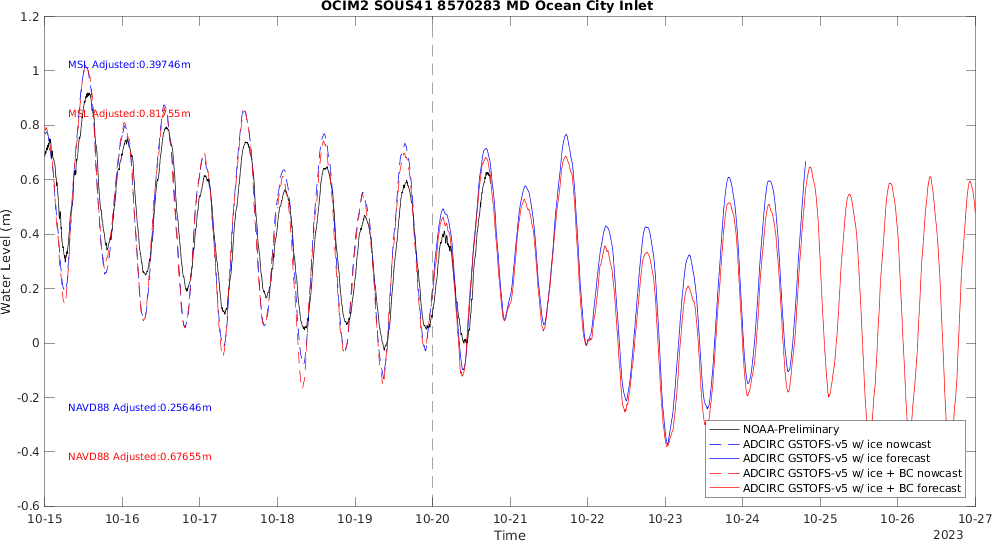 OCIM2 SOUS41 8570283 MD Ocean City Inlet
1.2
1
0.8
0.6
0.4
0.2
0
-0.2
-0.4
-0.6
Water Level (m)
MSL Adjusted:0.39746m
MSL Adjusted:0.81755m
NAVD88 Adjusted:0.25646m
NAVD88 Adjusted:0.67655m
NOAA-Preliminary
ADCIRC GSTOFS-v5 w/ ice nowcast
ADCIRC GSTOFS-v5 w/ ice forecast
ADCIRC GSTOFS-v5 w/ ice + BC nowcast
ADCIRC GSTOFS-v5 w/ ice + BC forecast
10-15 10-16 10-17 10-18 10-19 10-20 10-21 10-22 10-23 10-24 10-25 10-26 10-27
Time
2023